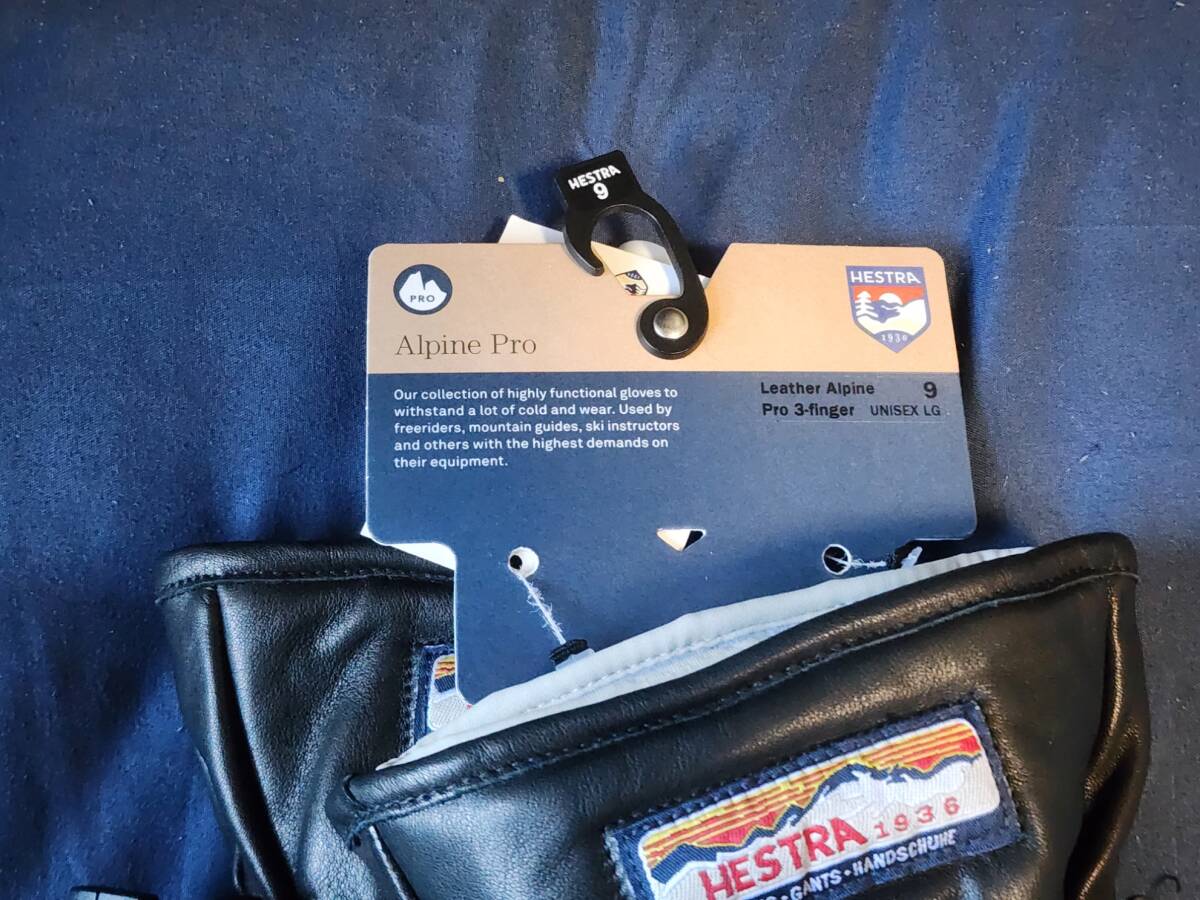 HESTRA
9
PRO
Alpine Pro
HESTRA
1936
Our collection of highly functional gloves to
withstand a lot of cold and wear. Used by
freeriders, mountain guides, ski instructors
and others with the highest demands on
their equipment.
Leather Alpine 9
Pro 3-finger UNISEX LG
HESTRA 1936
GANTS • HANDSCHUHE